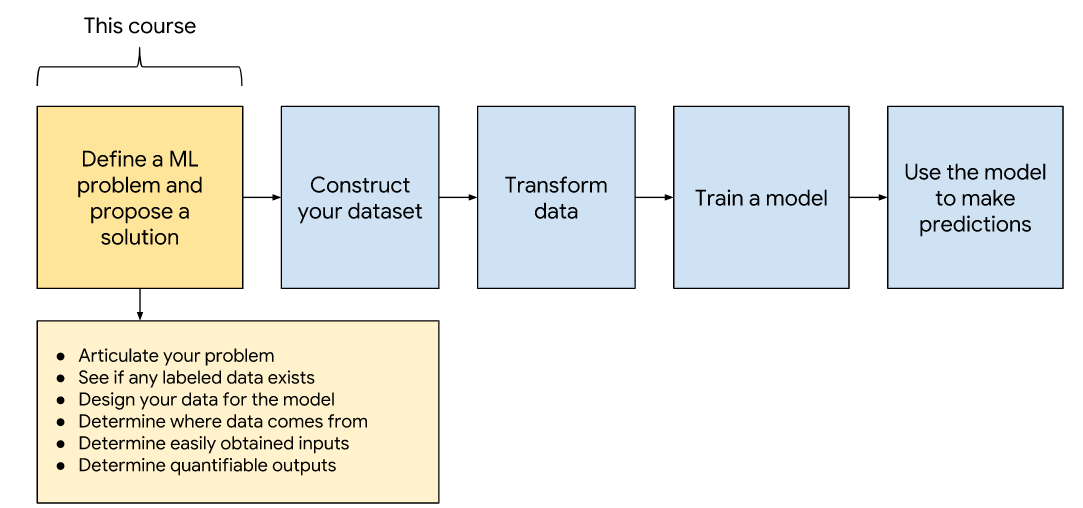 This course
Define a ML
problem and
propose a
solution
Construct
your dataset
Transform
data
Train a model
Use the model
to make
predictions
● Articulate your problem
● See if any labeled data exists
● Design your data for the model
● Determine where data comes from
● Determine easily obtained inputs
● Determine quantifiable outputs